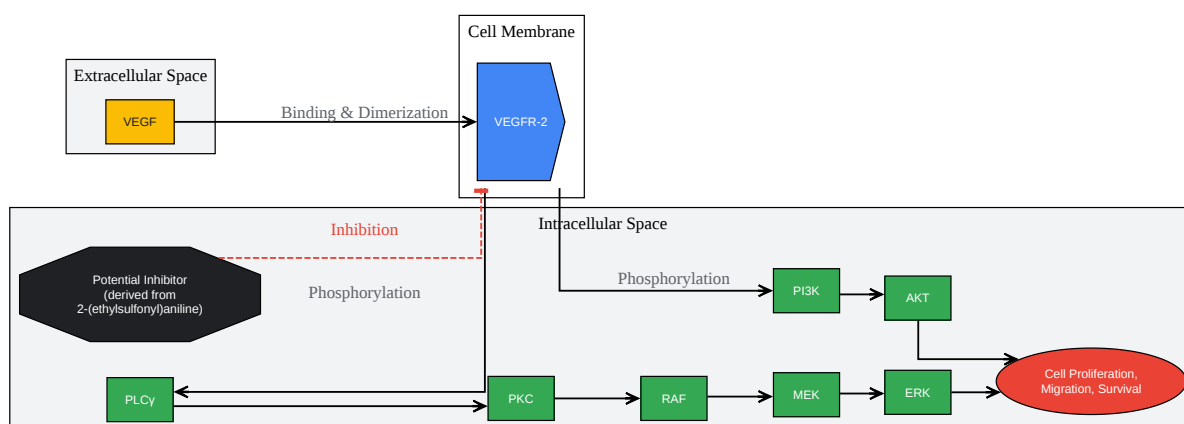 Cell Membrane
Extracellular Space
VEGF
Binding & Dimerization
VEGFR-2
Intracellular Space
Inhibition
Potential Inhibitor
(derived from
2-(ethylsulfonyl)aniline)
Phosphorylation
Phosphorylation
PI3K
AKT
PLCγ
PKC
RAF
MEK
ERK
Cell Proliferation,
Migration, Survival